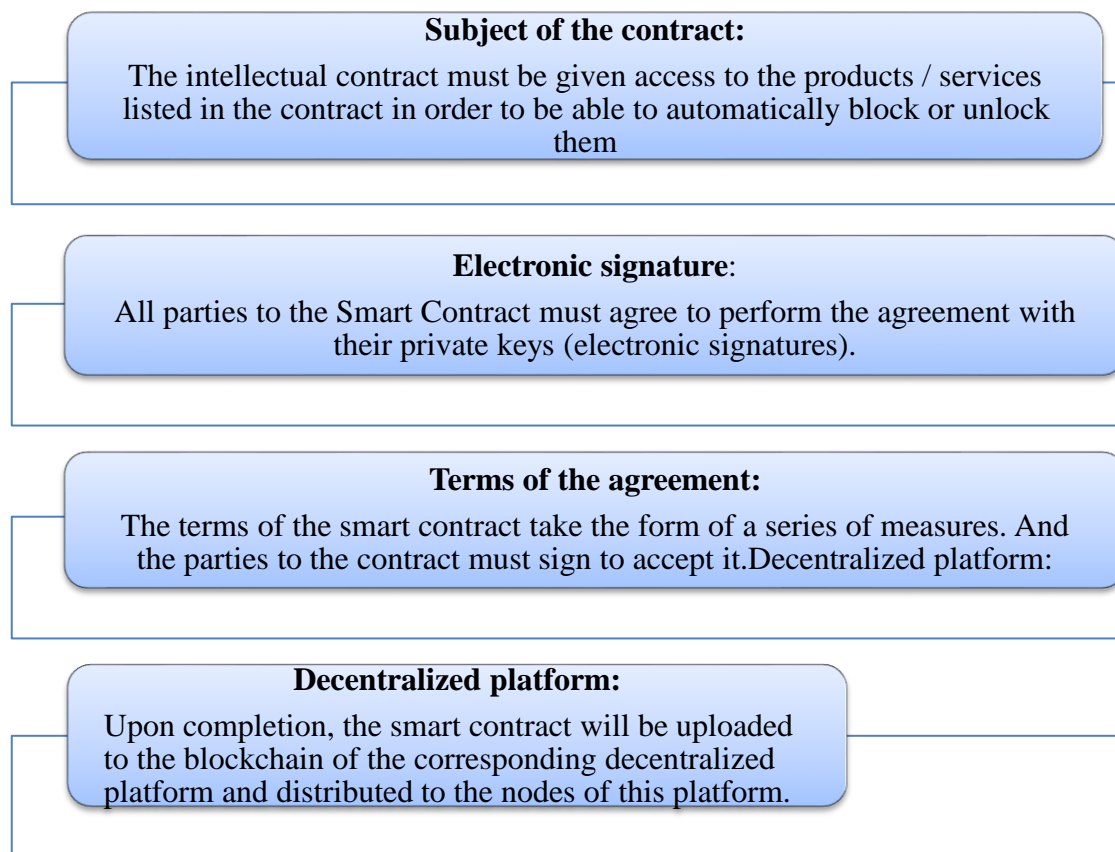 Subject of the contract:
The intellectual contract must be given access to the products / services
listed in the contract in order to be able to automatically block or unlock
them
Electronic signature:
All parties to the Smart Contract must agree to perform the agreement with
their private keys (electronic signatures).
Terms of the agreement:
The terms of the smart contract take the form of a series of measures. And
the parties to the contract must sign to accept it.Decentralized platform:
Decentralized platform:
Upon completion, the smart contract will be uploaded
to the blockchain of the corresponding decentralized
platform and distributed to the nodes of this platform.